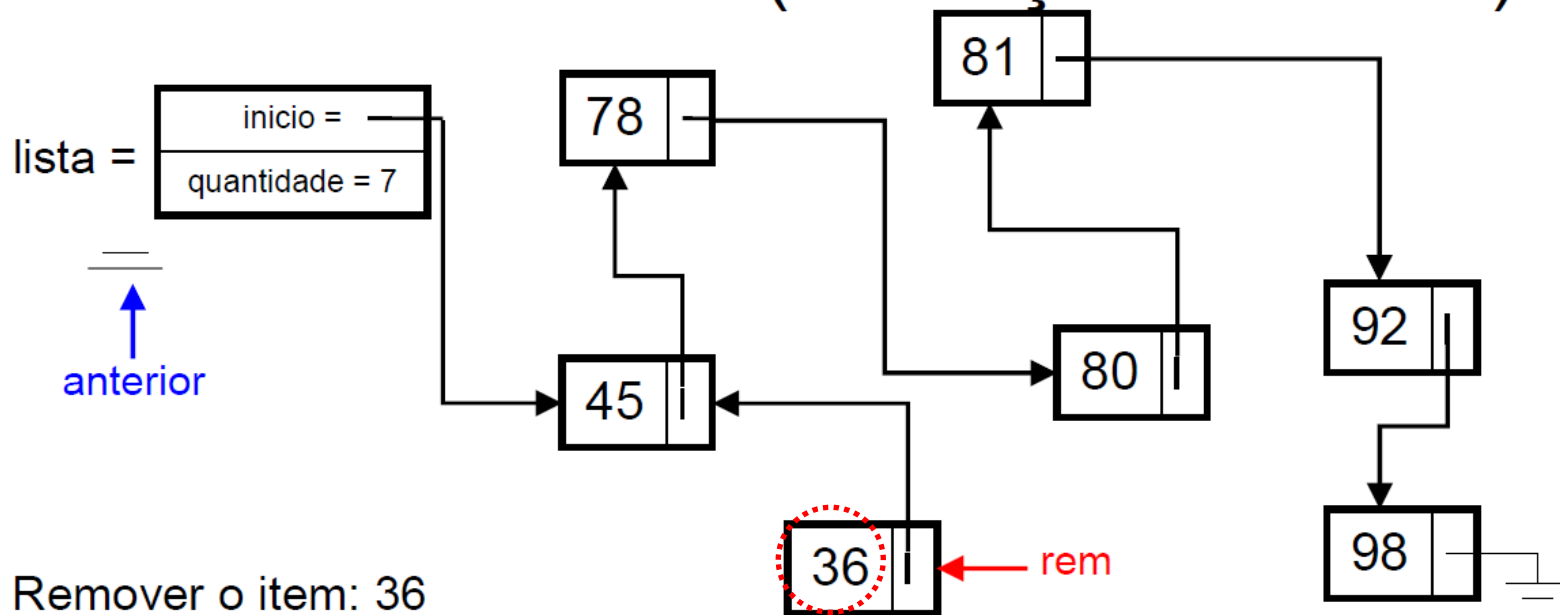 lista =
inicio =
quantidade = 7
78
81
anterior
45
80
92
36
rem
98
Remover o item: 36